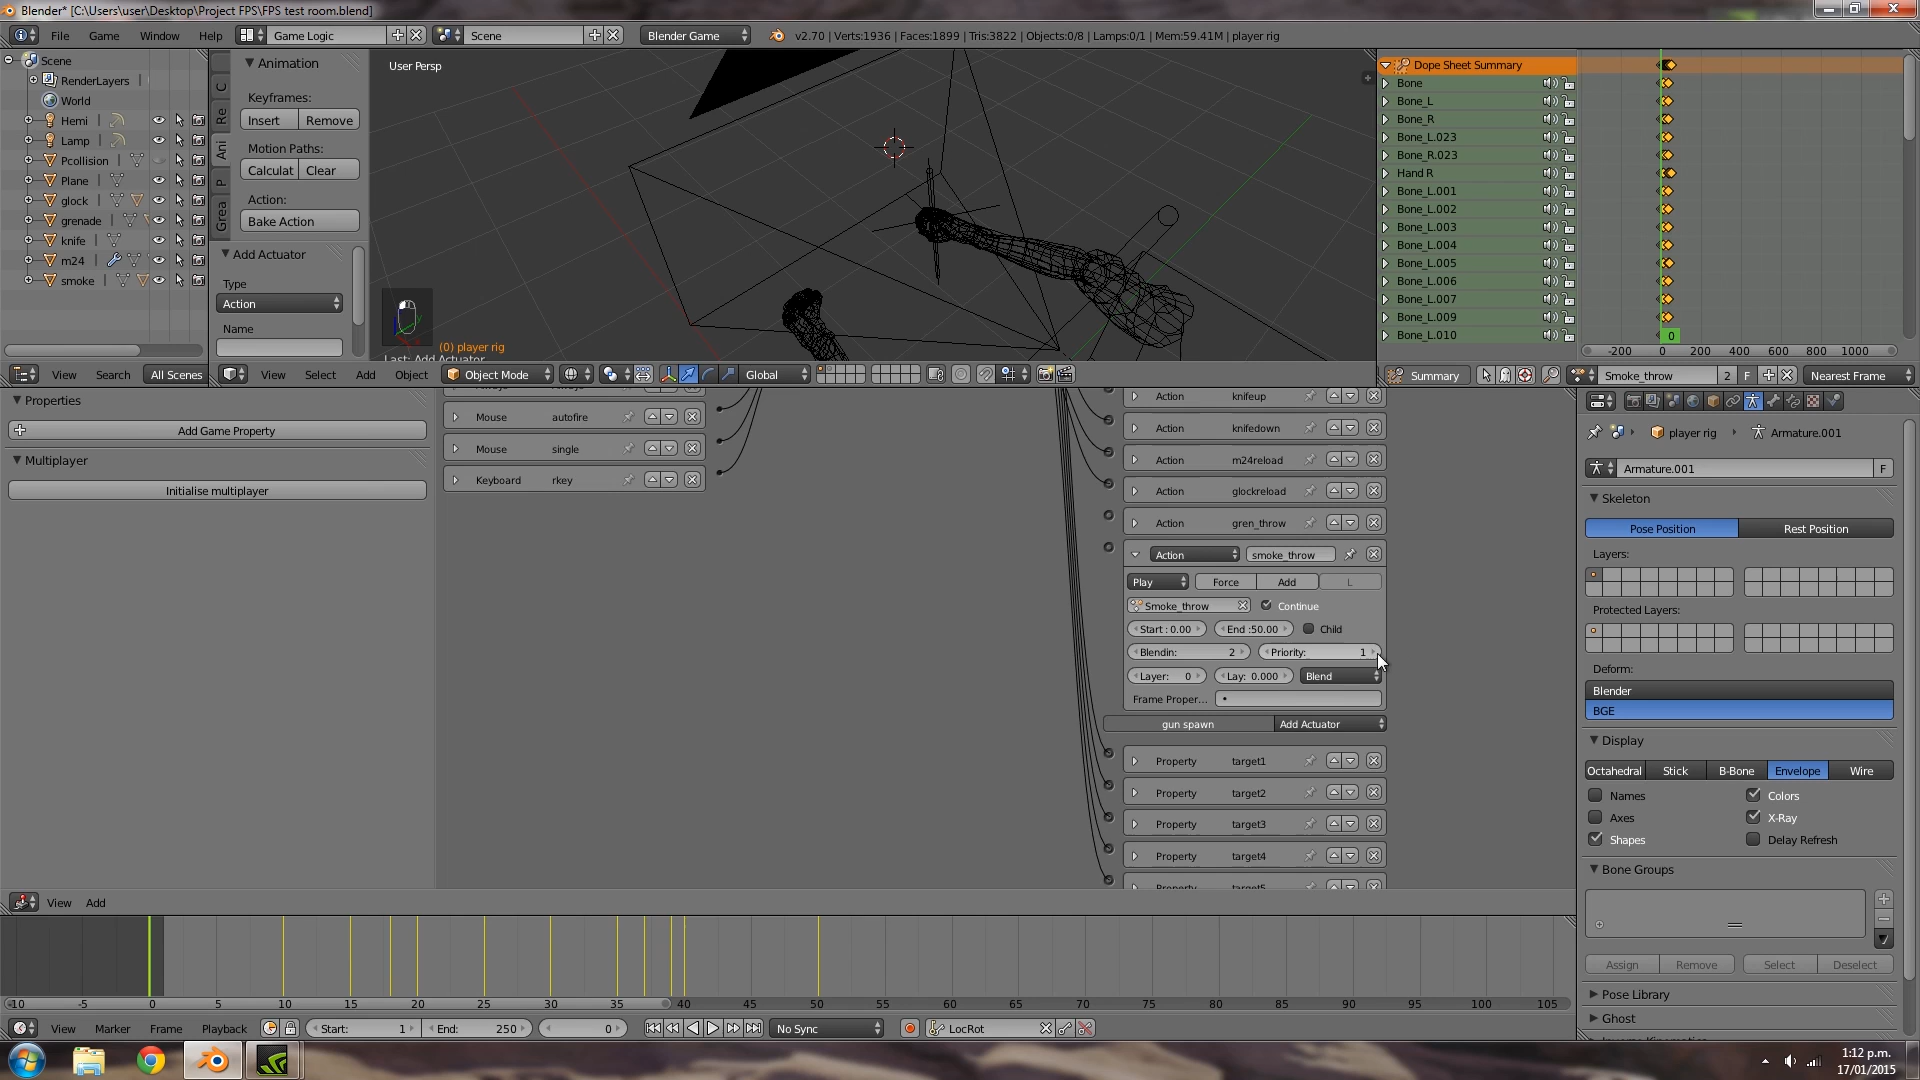 Blender* [C:\Users\user\Desktop\Project FPS\FPS test room.blend]
File Game Window Help Game Logic Scene Blender Game v2.70 | Verts:1936 | Faces:1899 | Tris:3822 | Objects:0/8 | Lamps:0/1 | Mem:59.41M | player rig
Scene
RenderLayers
World
Hemi
Lamp
Pcollision
Plane
glock
grenade
knife
m24
smoke
View Search All Scenes
C
Re
Ani
P
Grea
Animation
Keyframes:
Insert Remove
Motion Paths:
Calculat Clear
Action:
Bake Action
Add Actuator
Type
Action
Name
User Persp
(0) player rig
Last: Add Actuator
View Select Add Object Object Mode Global
Dope Sheet Summary
Bone
Bone_L
Bone_R
Bone_L.023
Bone_R.023
Hand R
Bone_L.001
Bone_L.002
Bone_L.003
Bone_L.004
Bone_L.005
Bone_L.006
Bone_L.007
Bone_L.009
Bone_L.010
0
-200 0 200 400 600 800 1000
Summary Smoke_throw 2 F Nearest Frame
Properties
Add Game Property
Multiplayer
Initialise multiplayer
Mouse autofire
Mouse single
Keyboard rkey
Action knifeup
Action knifedown
Action m24reload
Action glockreload
Action gren_throw
Action smoke_throw
Play Force Add L
Smoke_throw Continue
Start : 0.00 End :50.00 Child
Blendin: 2 Priority: 1
Layer: 0 Lay: 0.000 Blend
Frame Proper...
gun spawn Add Actuator
Property target1
Property target2
Property target3
Property target4
Property target5
View Add
player rig Armature.001
Armature.001 F
Skeleton
Pose Position Rest Position
Layers:
Protected Layers:
Deform:
Blender
BGE
Display
Octahedral Stick B-Bone Envelope Wire
Names Colors
Axes X-Ray
Shapes Delay Refresh
Bone Groups
Assign Remove Select Deselect
Pose Library
Ghost
Inverse Kinematics
-10 -5 0 5 10 15 20 25 30 35 40 45 50 55 60 65 70 75 80 85 90 95 100 105
View Marker Frame Playback Start: 1 End: 250 0 No Sync LocRot
1:12 p.m.
17/01/2015